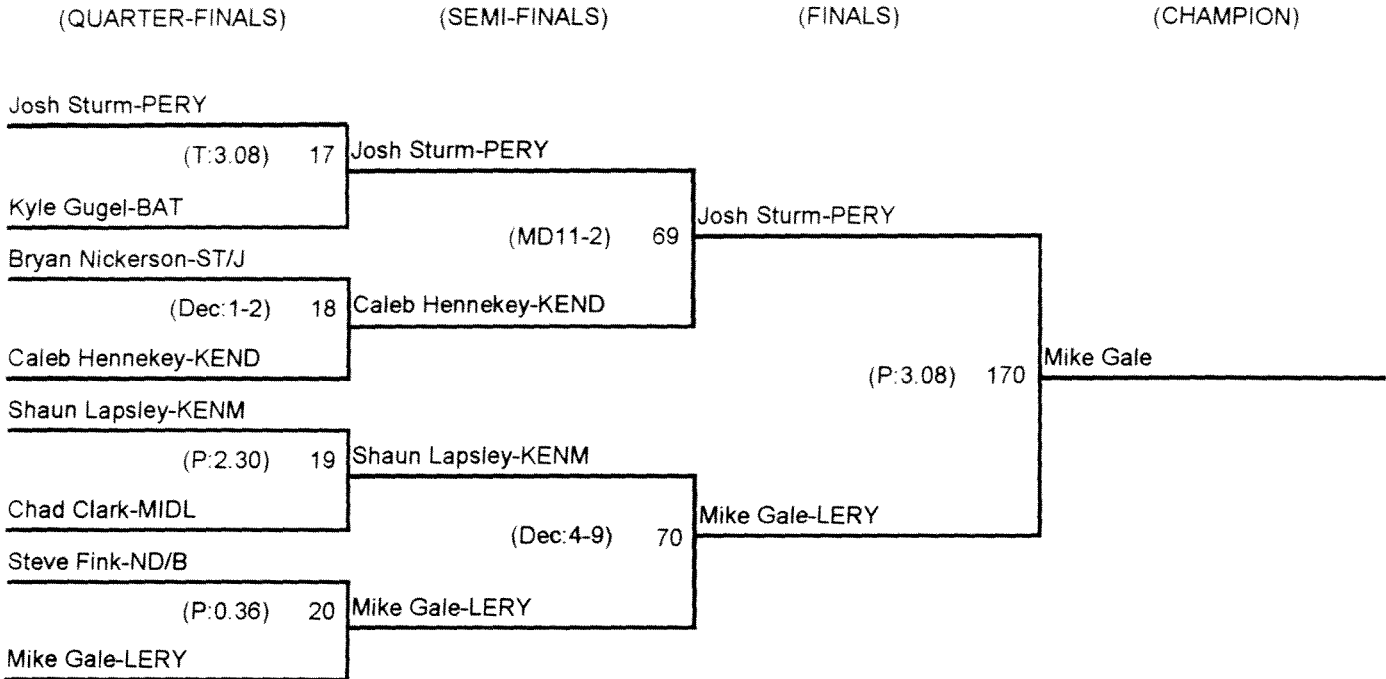 (QUARTER-FINALS) (SEMI-FINALS) (FINALS) (CHAMPION)
Josh Sturm-PERY
(T:3.08) 17 Josh Sturm-PERY
Kyle Gugel-BAT
Josh Sturm-PERY
(MD11-2) 69
Bryan Nickerson-ST/J
(Dec:1-2) 18 Caleb Hennekey-KEND
Caleb Hennekey-KEND
Mike Gale
(P:3.08) 170
Shaun Lapsley-KENM
(P:2.30) 19 Shaun Lapsley-KENM
Chad Clark-MIDL
Mike Gale-LERY
(Dec:4-9) 70
Steve Fink-ND/B
(P:0.36) 20 Mike Gale-LERY
Mike Gale-LERY